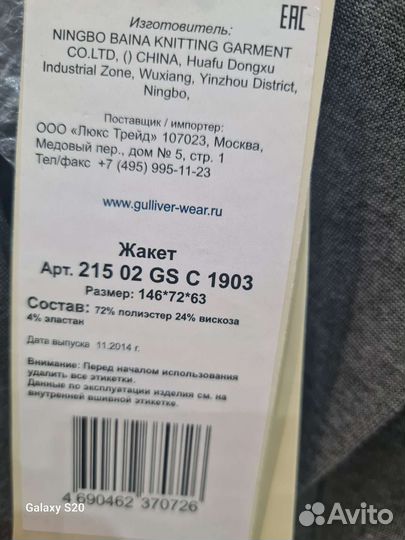 EAC
Изготовитель:
NINGBO BAINA KNITTING GARMENT
CO.LTD, () CHINA, Huafu Dongxu
Industrial Zone, Wuxiang, Yinzhou District,
Ningbo,
Поставщик / импортер:
ООО «Люкс Трейд» 107023, Москва,
Медовый пер., дом № 5, стр. 1
Тел/факс +7 (495) 995-11-23
www.gulliver-wear.ru
Жакет
Арт. 215 02 GS C 1903
Размер: 146*72*63
Состав: 72% полиэстер 24% вискоза
4% эластан
Дата выпуска 11.2014 г.
Внимание: Перед началом использования
удалить все этикетки.
Данные по эксплуатации изделия см. на
внутренней вшивной этикетке.
4 690462 370726
Galaxy S20
Avito